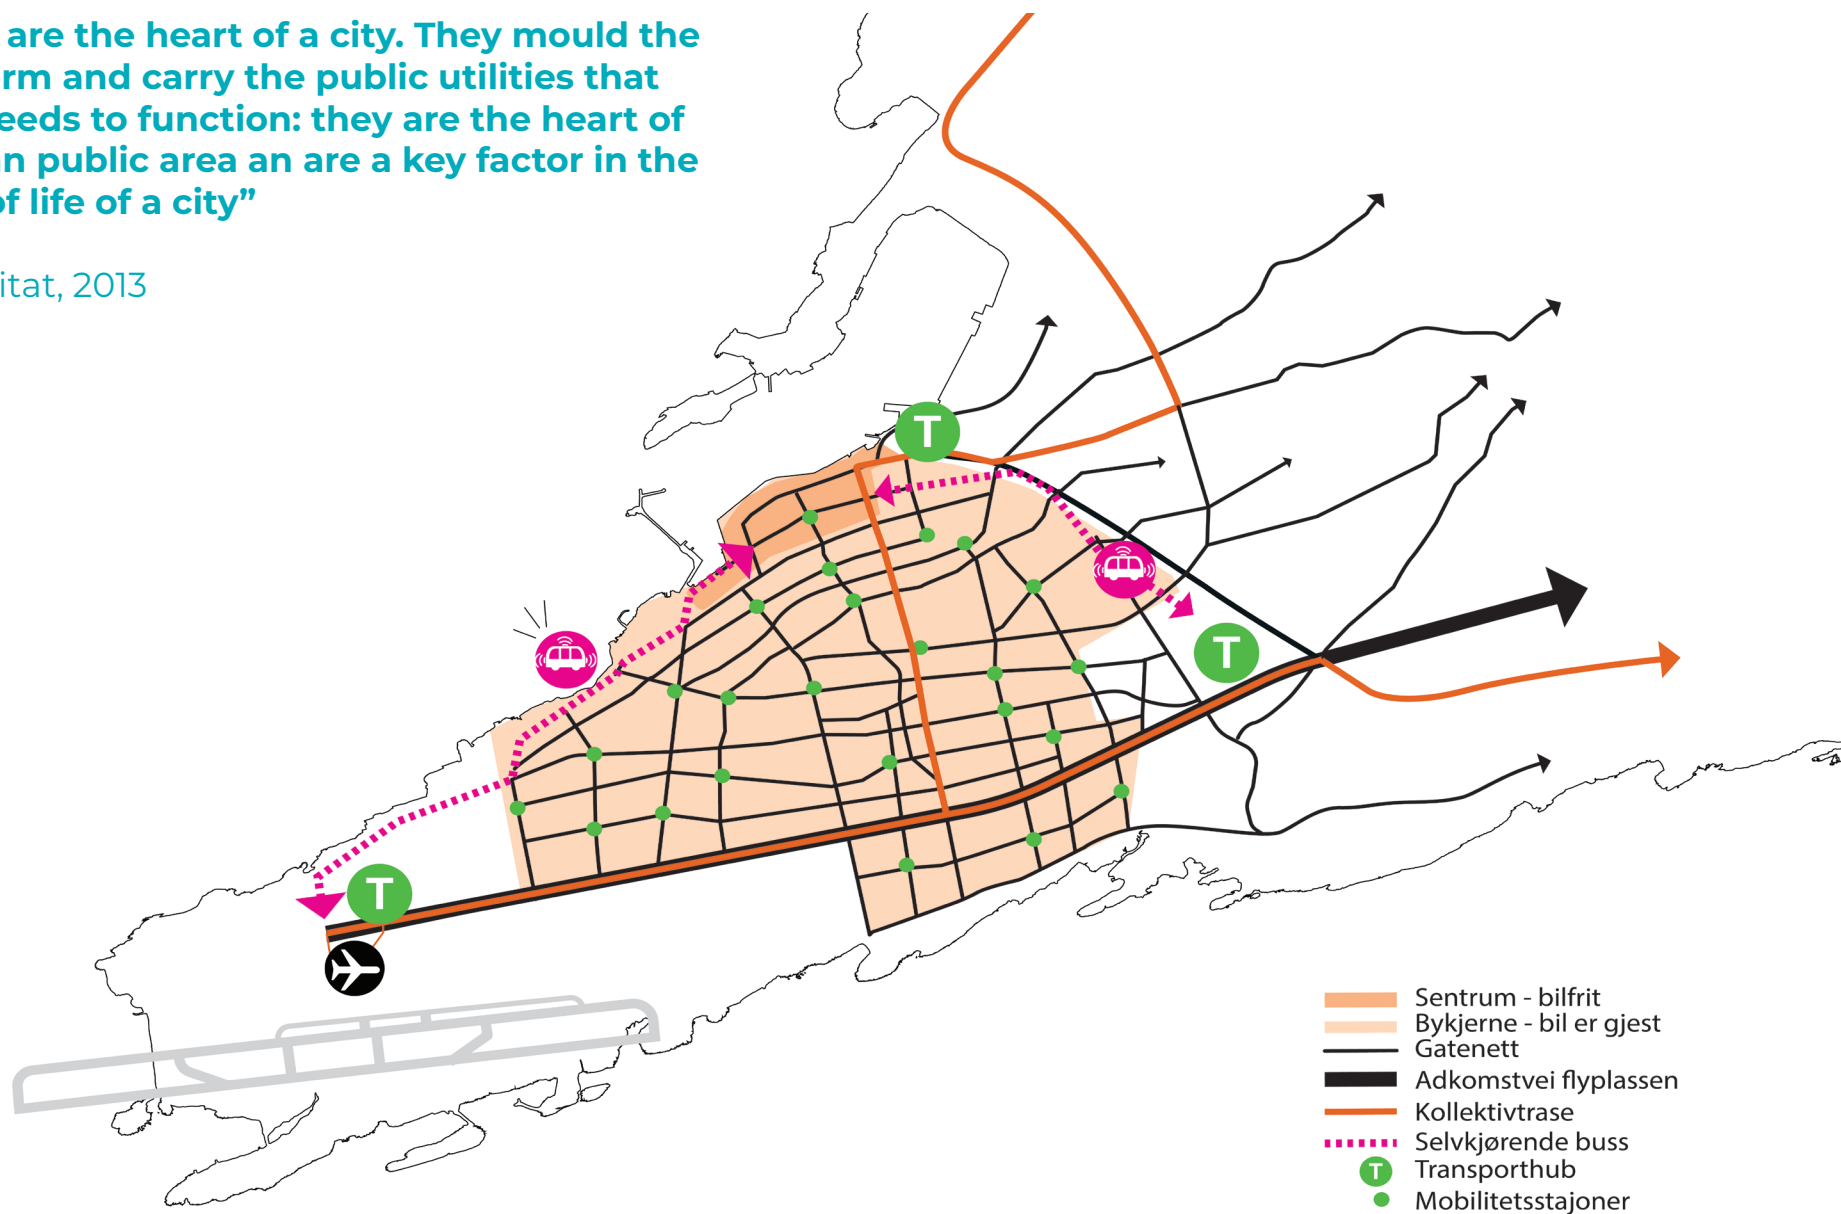 are the heart of a city. They mould the
rm and carry the public utilities that
eeds to function: they are the heart of
an public area an are a key factor in the
of life of a city”
itat, 2013
T
T
T
Sentrum - bilfrit
Bykjerne - bil er gjest
Gatenett
Adkomstvei flyplassen
Kollektivtrase
Selvkjørende buss
T Transporthub
Mobilitetsstajoner